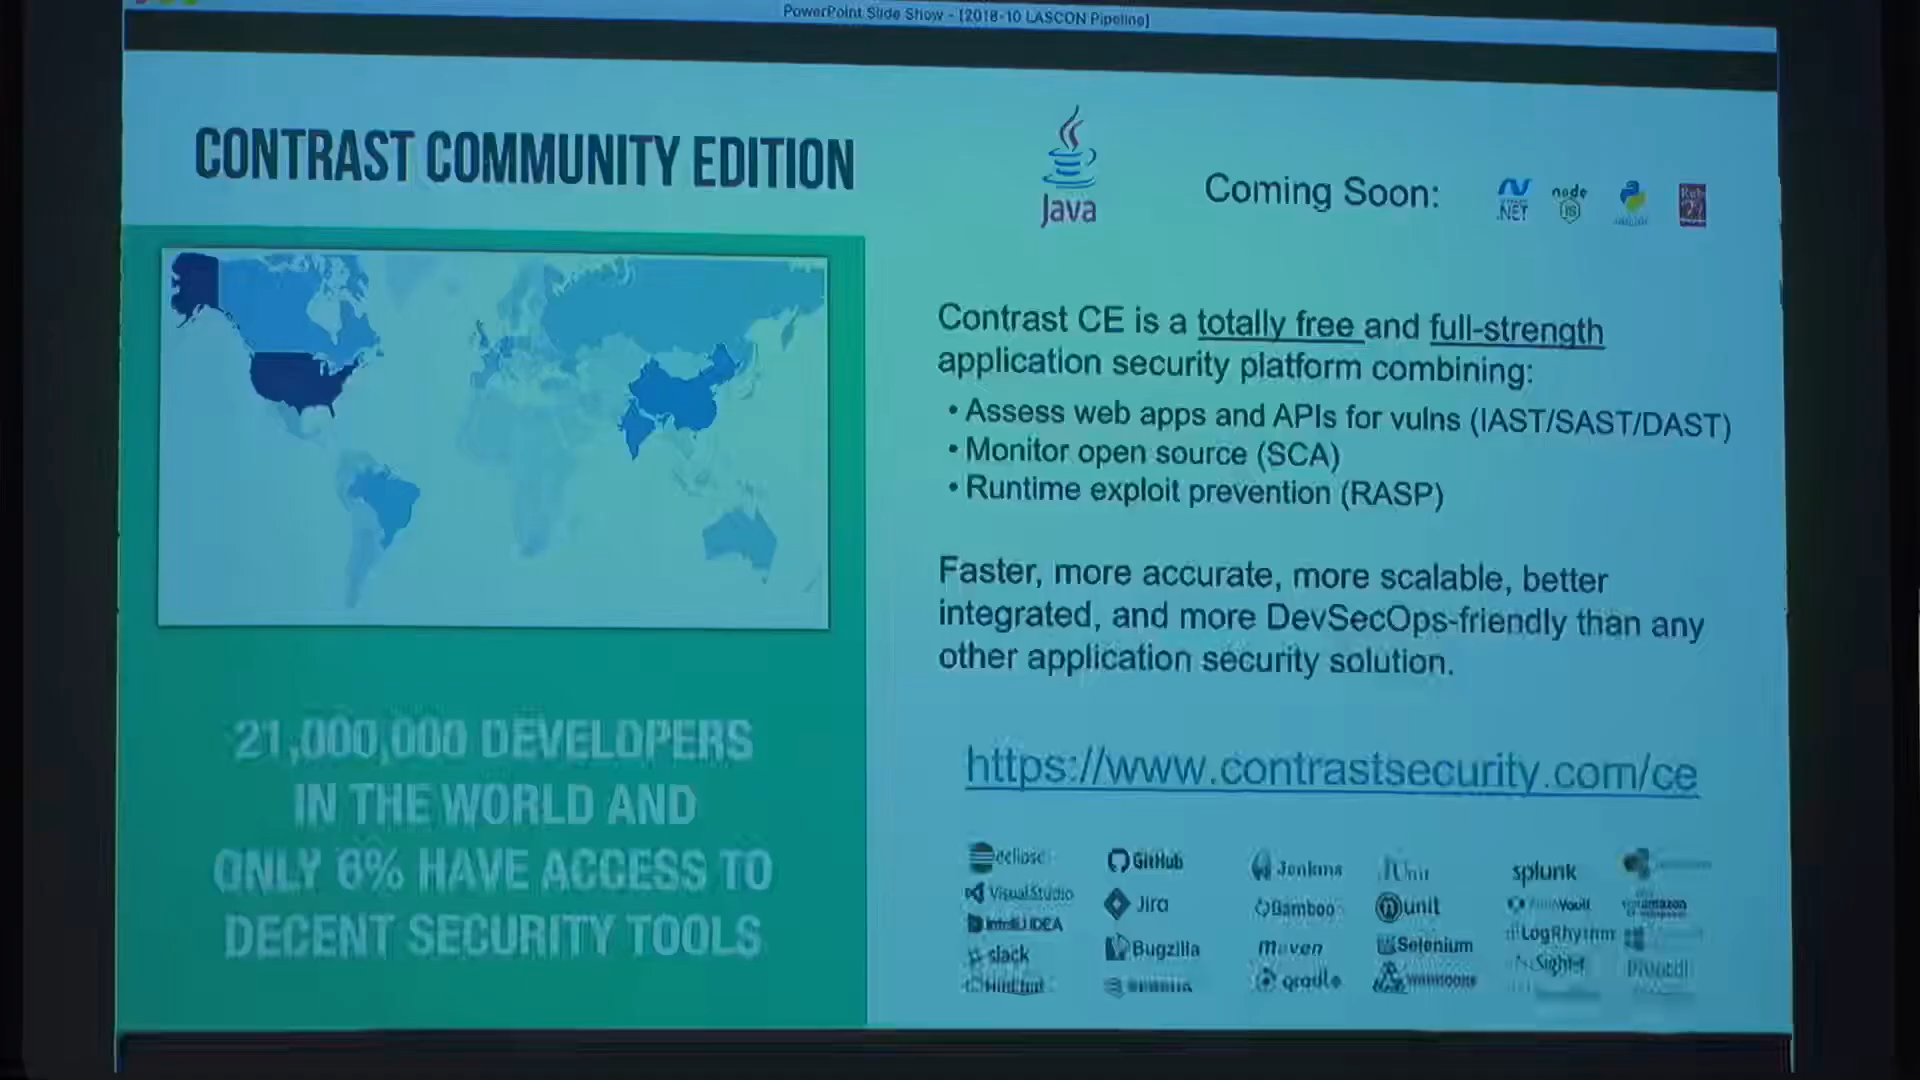 PowerPoint Slide Show - [2018-10 LASCON Pipeline]
CONTRAST COMMUNITY EDITION
Java
Coming Soon:
.NET
node
JS
Contrast CE is a totally free and full-strength
application security platform combining:
• Assess web apps and APIs for vulns (IAST/SAST/DAST)
• Monitor open source (SCA)
• Runtime exploit prevention (RASP)
Faster, more accurate, more scalable, better
integrated, and more DevSecOps-friendly than any
other application security solution.
https://www.contrastsecurity.com/ce
21,000,000 DEVELOPERS
IN THE WORLD AND
ONLY 6% HAVE ACCESS TO
DECENT SECURITY TOOLS
eclipse
GitHub
Jenkins
JUnit
splunk
Visual Studio
Jira
Bamboo
unit
amazon
IntelliJ IDEA
Bugzilla
maven
Selenium
LogRhythm
slack
gradle